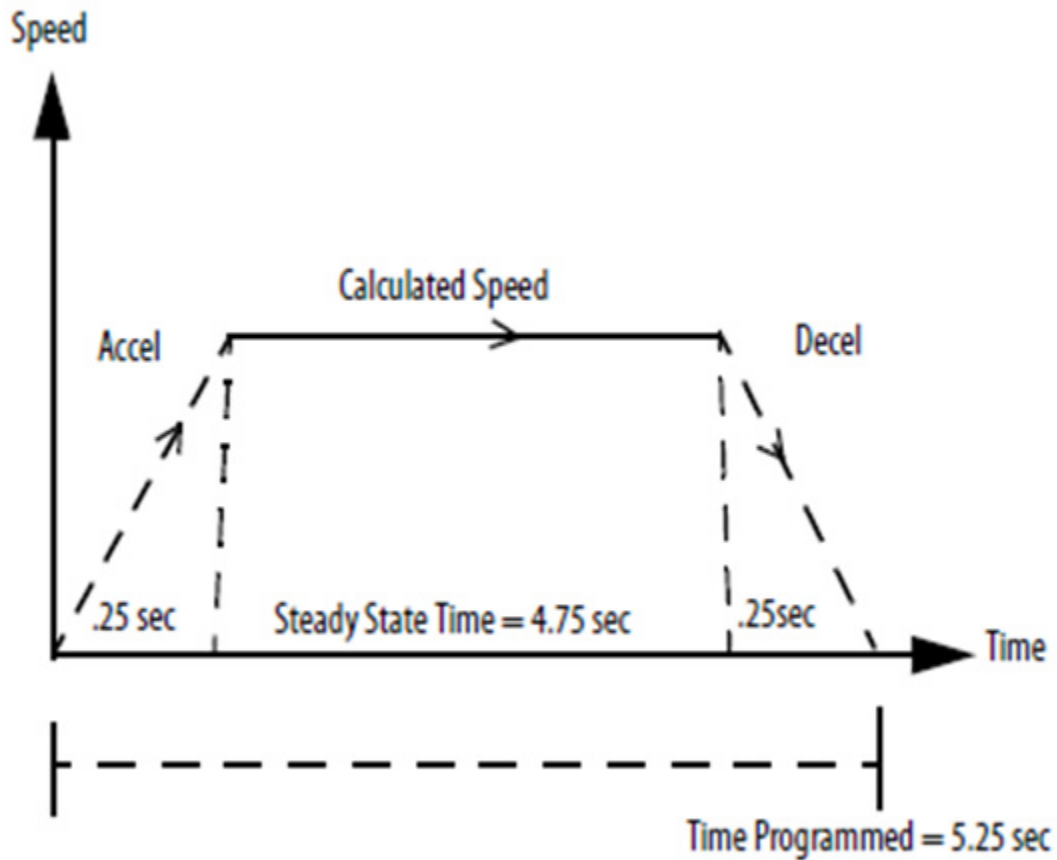 Speed
Calculated Speed
Accel
Decel
.25 sec
Steady State Time = 4.75 sec
.25sec
Time
Time Programmed = 5.25 sec